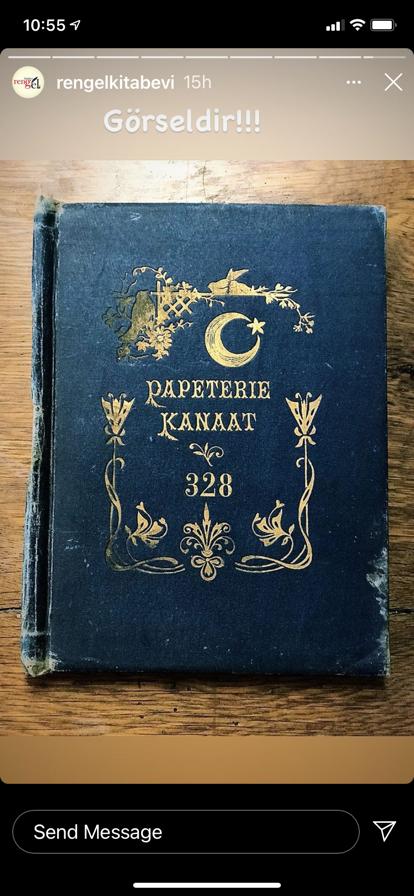 10:55
rengelkitabevi 15h
Görseldir!!!
PAPETERIE
KANAAT
328
Send Message